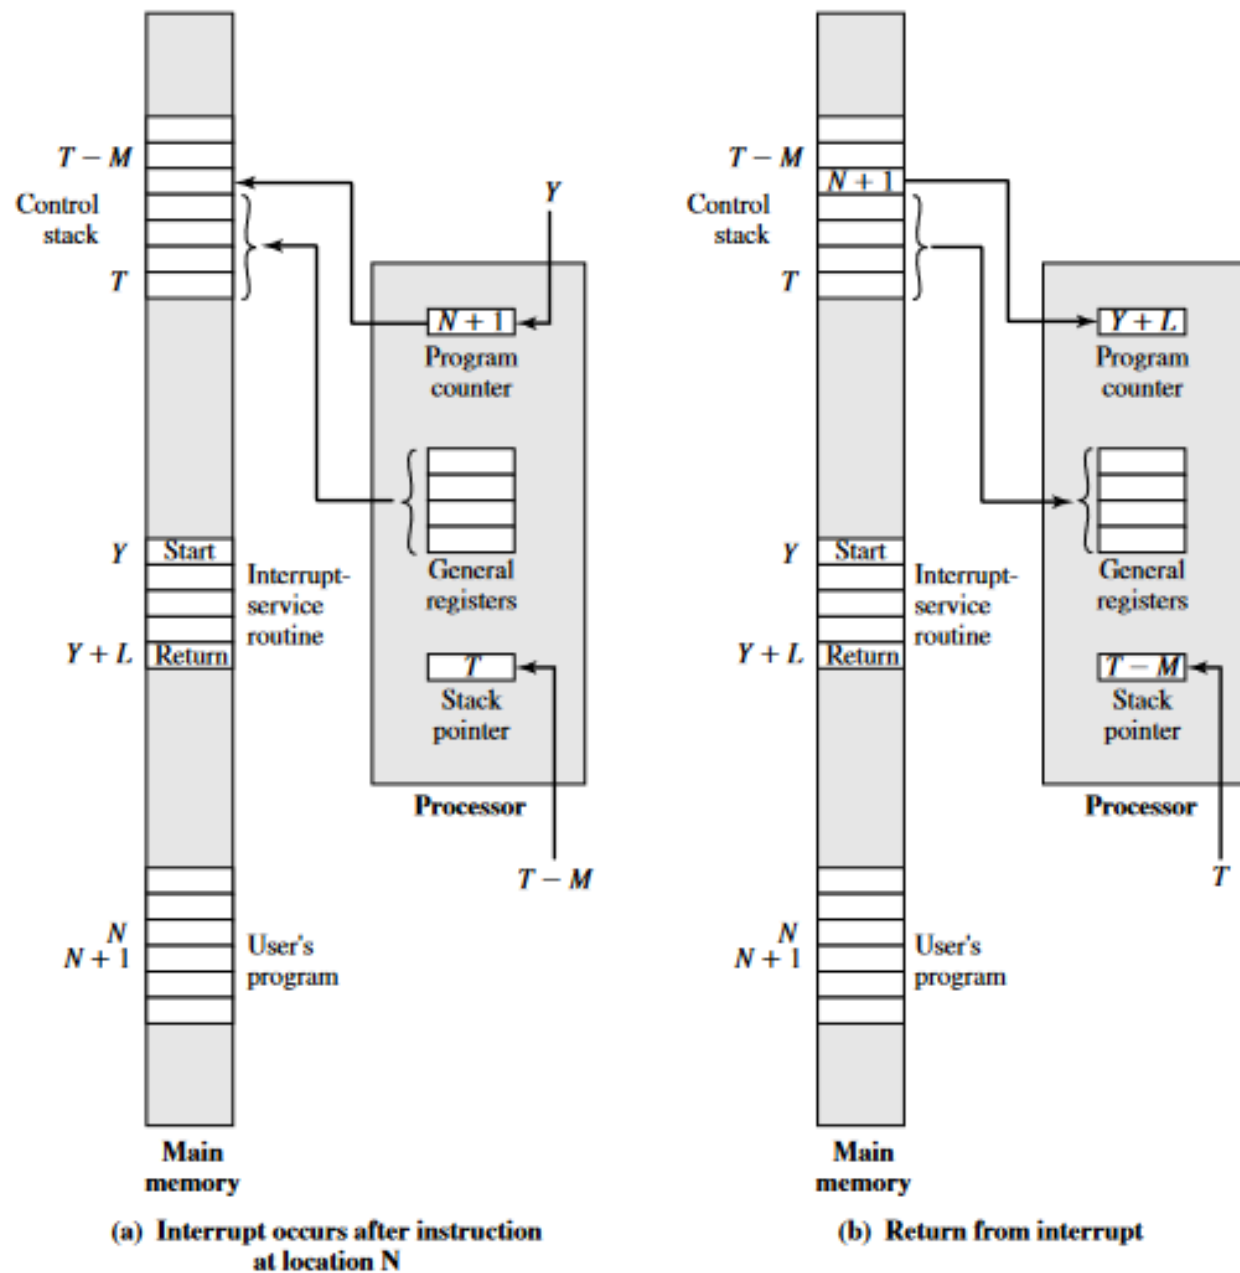 T − M
Control
stack
T
Y
N + 1
Program
counter
General
registers
T
Stack
pointer
Processor
T − M
Y
Start
Interrupt-
service
routine
Y + L
Return
N
N + 1
User's
program
Main
memory
(a) Interrupt occurs after instruction
at location N
T − M
N + 1
Control
stack
T
Y + L
Program
counter
General
registers
T − M
Stack
pointer
Processor
T
Y
Start
Interrupt-
service
routine
Y + L
Return
N
N + 1
User's
program
Main
memory
(b) Return from interrupt